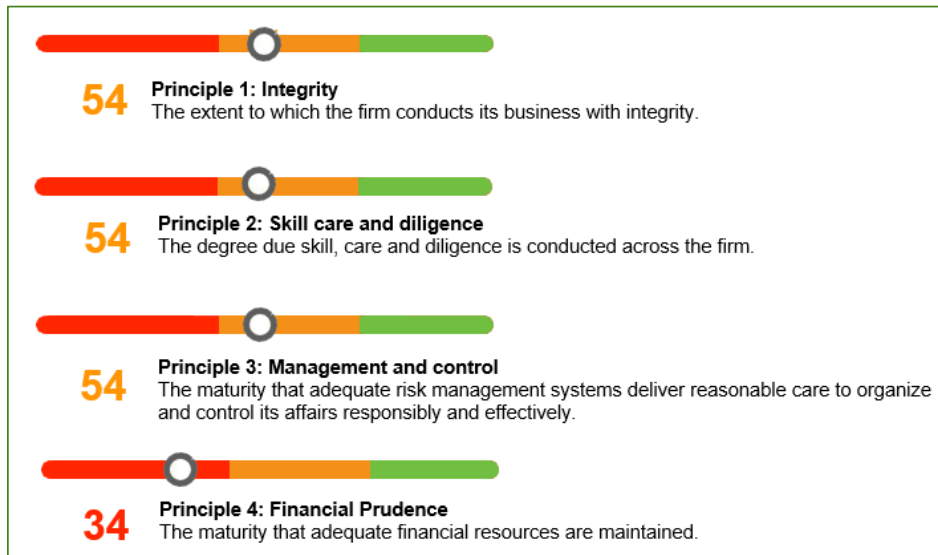 Principle 1: Integrity
54 The extent to which the firm conducts its business with integrity.
Principle 2: Skill care and diligence
54 The degree due skill, care and diligence is conducted across the firm.
Principle 3: Management and control
54 The maturity that adequate risk management systems deliver reasonable care to organize
and control its affairs responsibly and effectively.
Principle 4: Financial Prudence
34 The maturity that adequate financial resources are maintained.